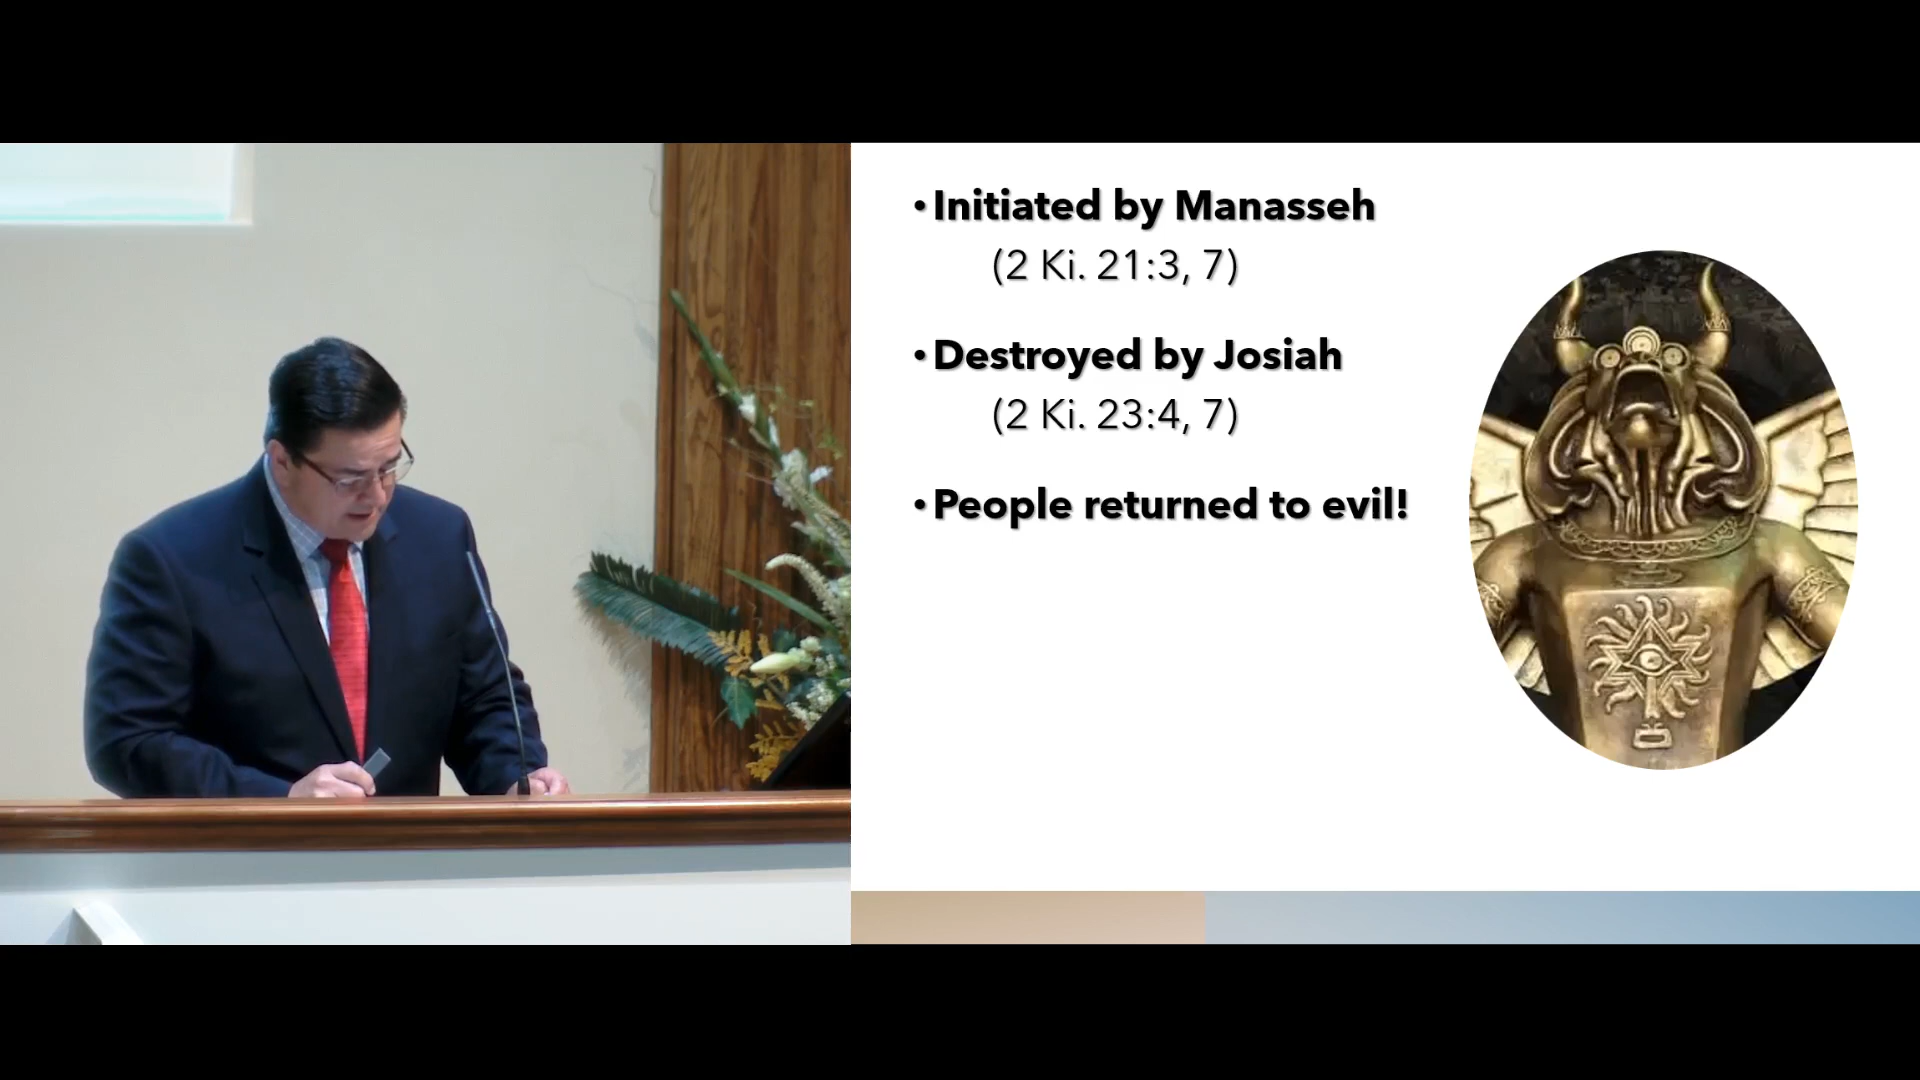 • Initiated by Manasseh
(2 Ki. 21:3, 7)
• Destroyed by Josiah
(2 Ki. 23:4, 7)
• People returned to evil!